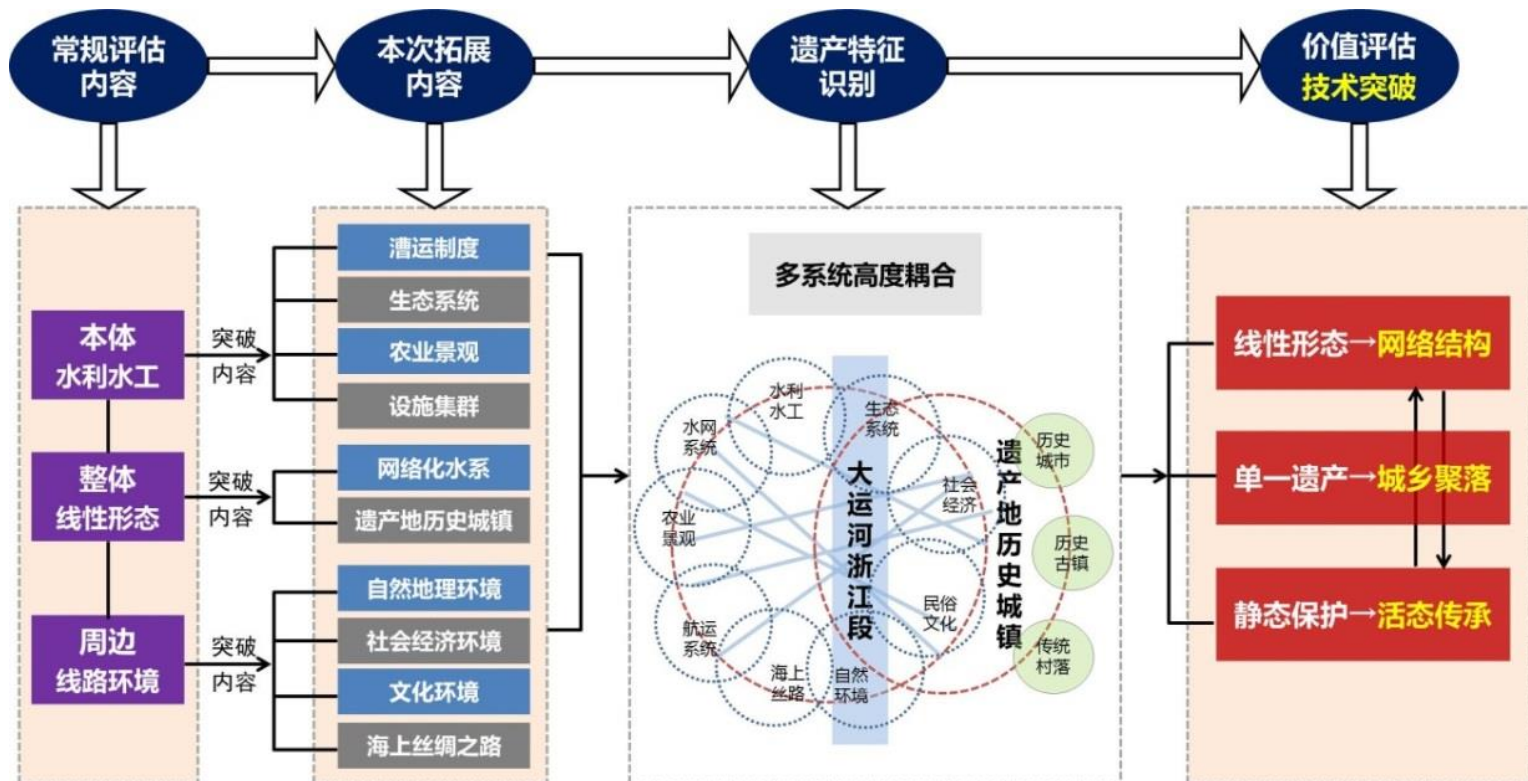 常规评估
内容
本次拓展
内容
遗产特征
识别
价值评估
技术突破
本体
水利水工
整体
线性形态
周边
线路环境
突破
内容
突破
内容
突破
内容
漕运制度
生态系统
农业景观
设施集群
网络化水系
遗产地历史城镇
自然地理环境
社会经济环境
文化环境
海上丝绸之路
多系统高度耦合
水利
水工
生态
系统
水网
系统
农业
景观
航运
系统
海上
丝路
自然
环境
民俗
文化
社会
经济
大运河浙江段
遗产地历史城镇
历史
城市
历史
古镇
传统
村落
线性形态→网络结构
单一遗产→城乡聚落
静态保护→活态传承